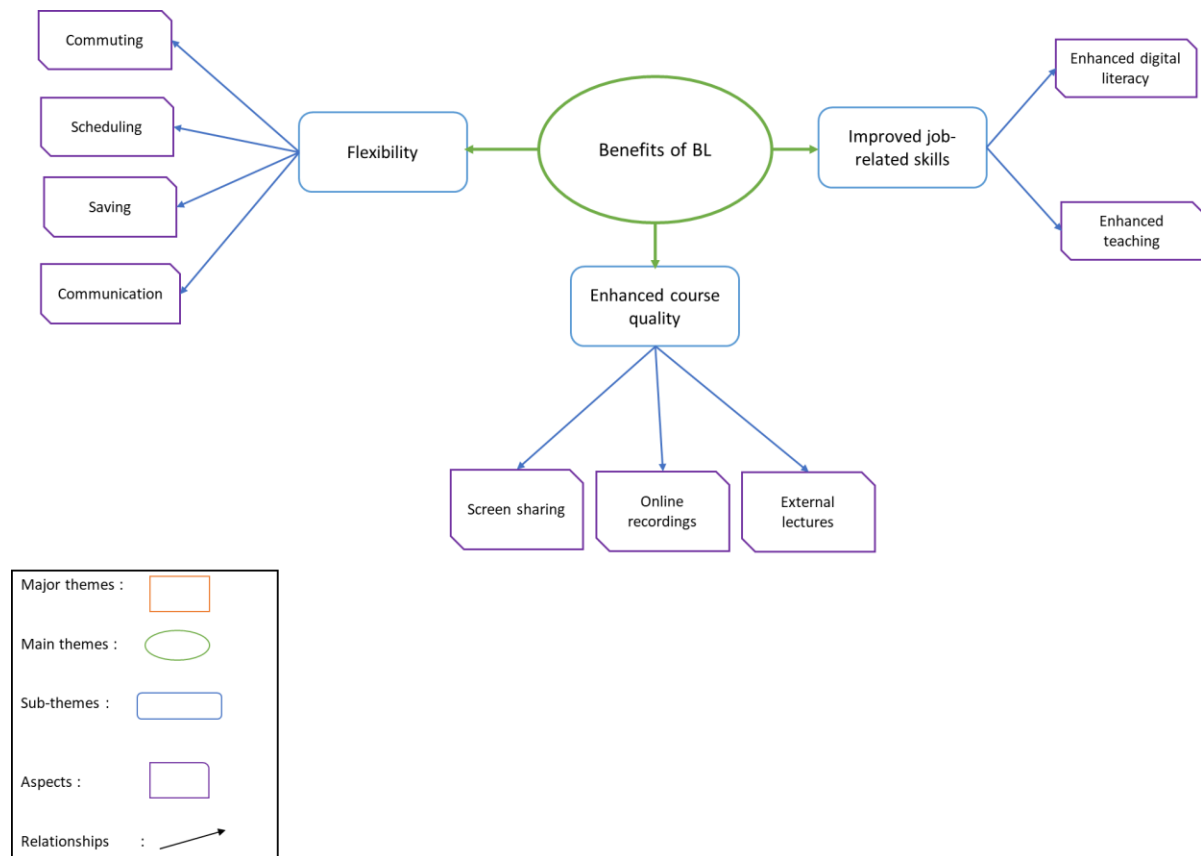 Commuting
Scheduling
Saving
Communication
Flexibility
Benefits of BL
Improved job-
related skills
Enhanced digital
literacy
Enhanced
teaching
Enhanced course
quality
Screen sharing
Online
recordings
External
lectures
Major themes :
Main themes :
Sub-themes :
Aspects :
Relationships :